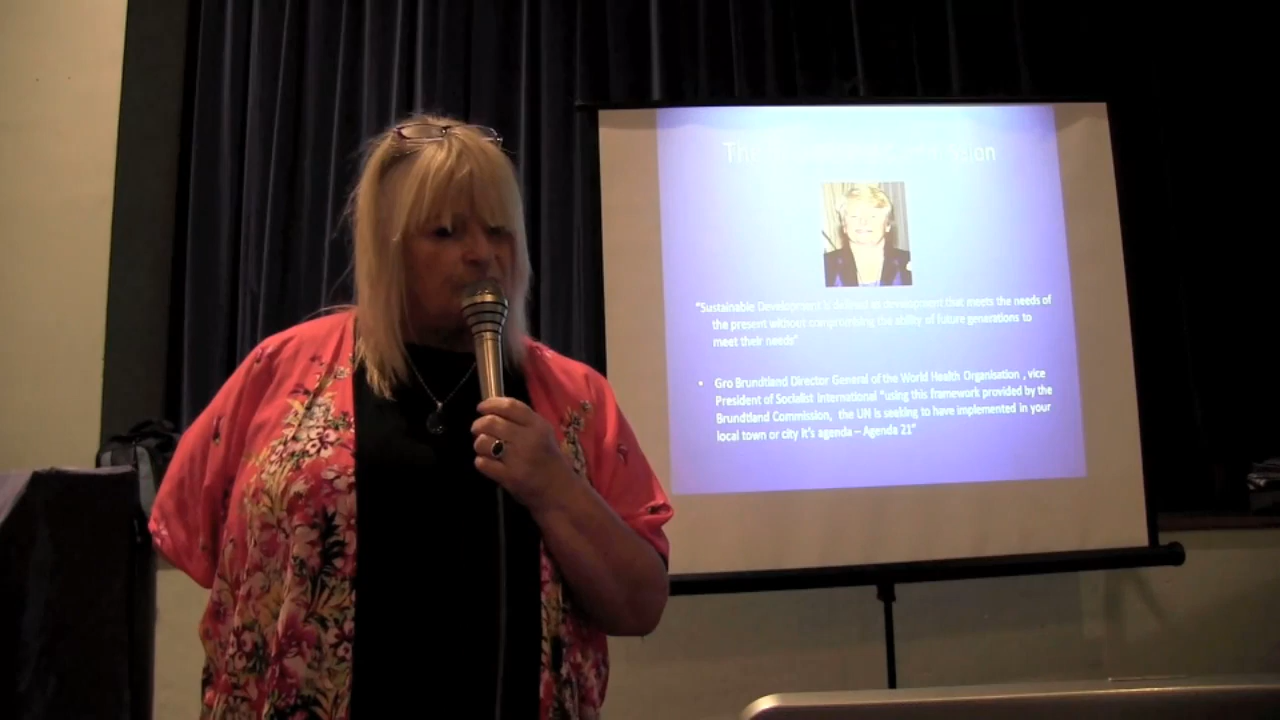 "Sustainable Development is defined as development that meets the needs of
the present without compromising the ability of future generations to
meet their needs"
• Gro Brundtland Director General of the World Health Organisation , vice
President of Socialist International "using this framework provided by the
Brundtland Commission, the UN is seeking to have implemented in your
local town or city it's agenda – Agenda 21"